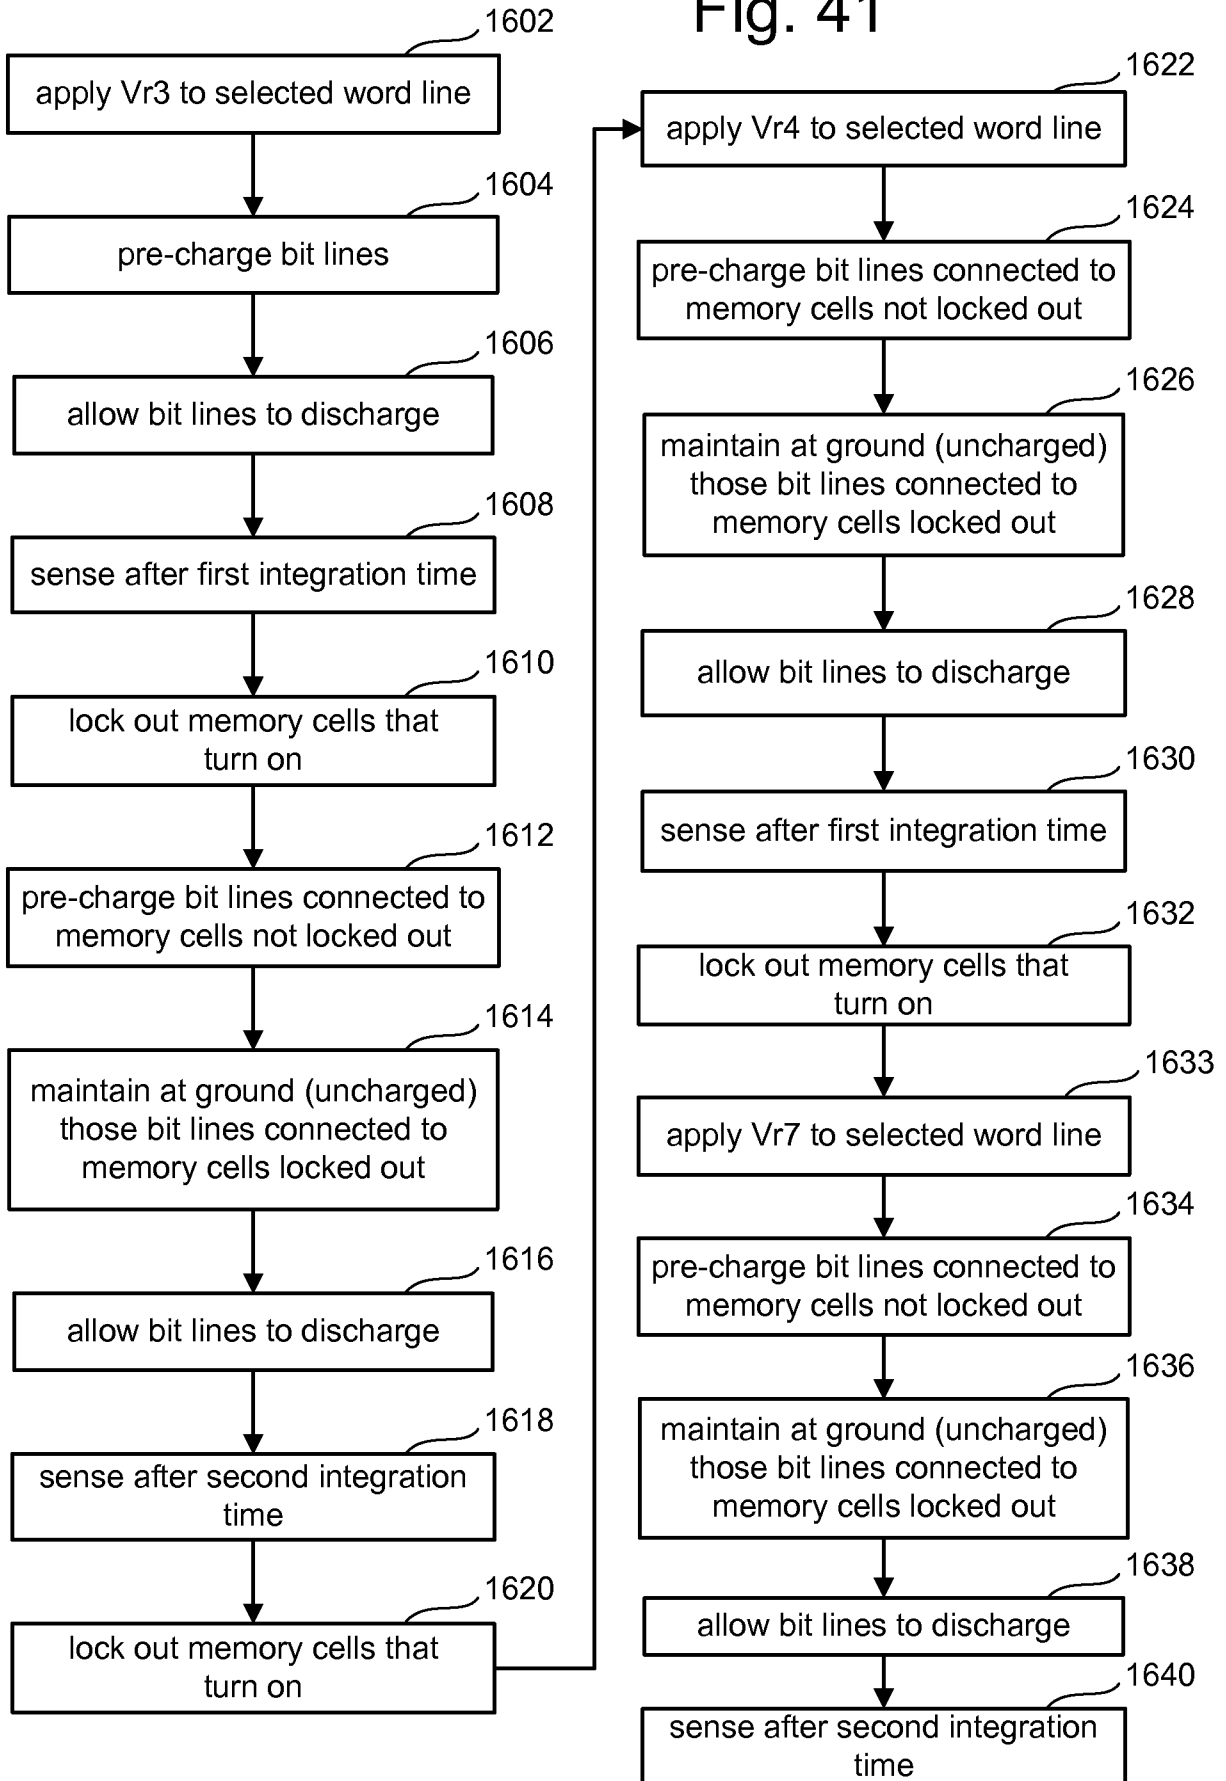 Fig. 41
1602
apply Vr3 to selected word line
1604
pre-charge bit lines
1606
allow bit lines to discharge
1608
sense after first integration time
1610
lock out memory cells that
turn on
1612
pre-charge bit lines connected to
memory cells not locked out
1614
maintain at ground (uncharged)
those bit lines connected to
memory cells locked out
1616
allow bit lines to discharge
1618
sense after second integration
time
1620
lock out memory cells that
turn on
1622
apply Vr4 to selected word line
1624
pre-charge bit lines connected to
memory cells not locked out
1626
maintain at ground (uncharged)
those bit lines connected to
memory cells locked out
1628
allow bit lines to discharge
1630
sense after first integration time
1632
lock out memory cells that
turn on
1633
apply Vr7 to selected word line
1634
pre-charge bit lines connected to
memory cells not locked out
1636
maintain at ground (uncharged)
those bit lines connected to
memory cells locked out
1638
allow bit lines to discharge
1640
sense after second integration
time